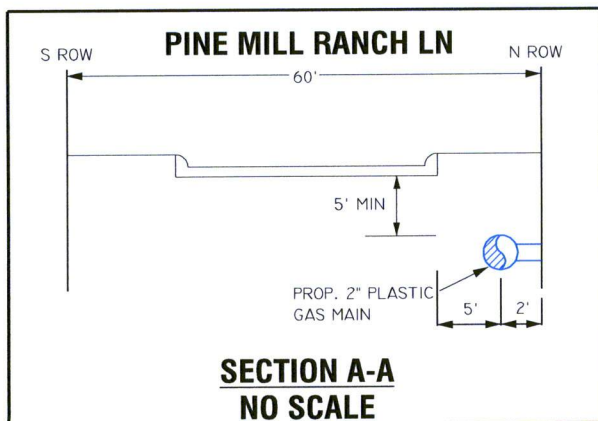 PINE MILL RANCH LN
S ROW
N ROW
60'
5' MIN
PROP. 2" PLASTIC
GAS MAIN
5'
2'
SECTION A-A
NO SCALE